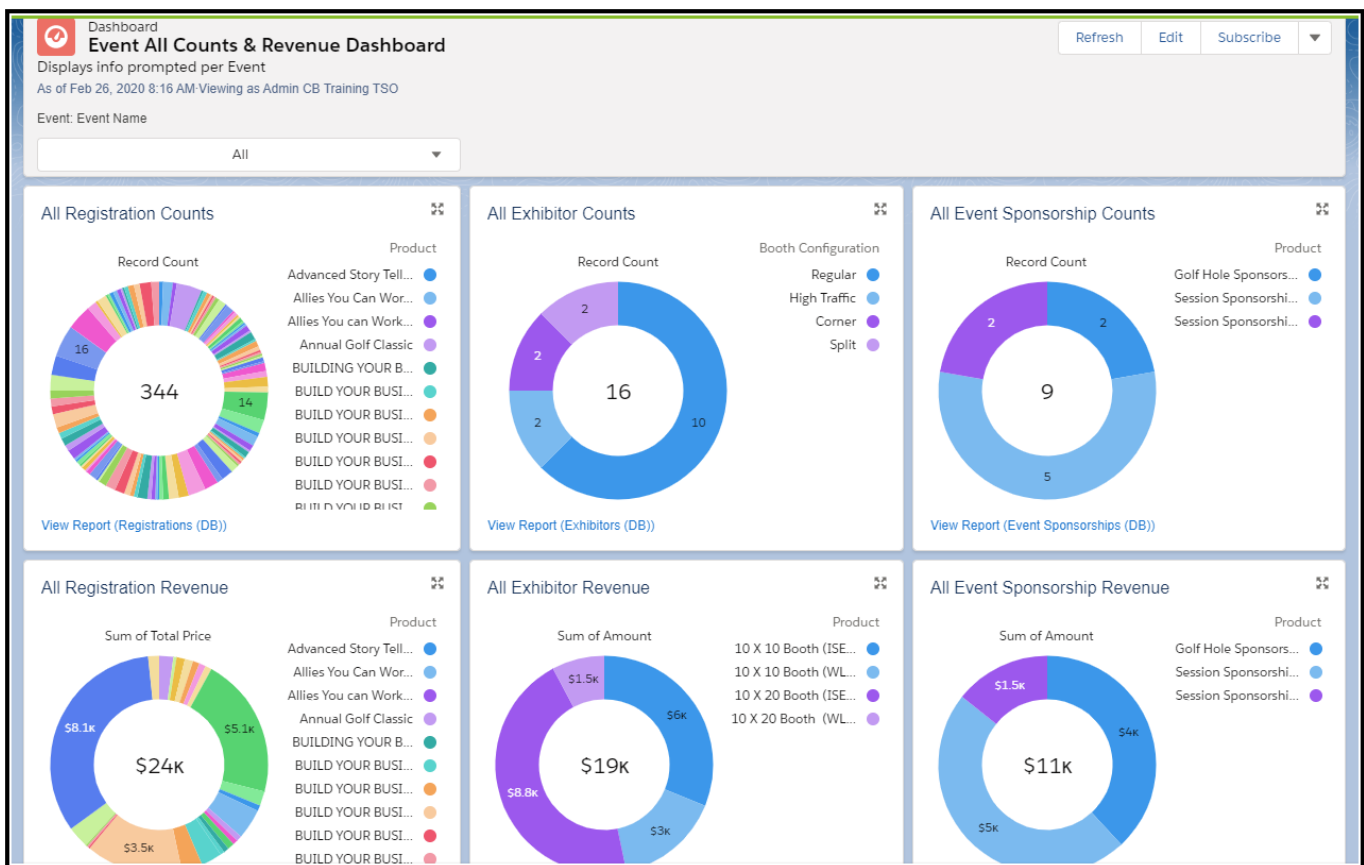 Dashboard
Event All Counts & Revenue Dashboard
Displays info prompted per Event
As of Feb 26, 2020 8:16 AM·Viewing as Admin CB Training TSO
Event: Event Name
All
Refresh
Edit
Subscribe
All Registration Counts
Record Count
16
344
14
Product
Advanced Story Tell...
Allies You Can Wor...
Allies You can Work...
Annual Golf Classic
BUILDING YOUR B...
BUILD YOUR BUSI...
BUILD YOUR BUSI...
BUILD YOUR BUSI...
BUILD YOUR BUSI...
BUILD YOUR BUSI...
BUILD YOUR BUSI...
View Report (Registrations (DB))
All Exhibitor Counts
Record Count
2
2
16
2
10
Booth Configuration
Regular
High Traffic
Corner
Split
View Report (Exhibitors (DB))
All Event Sponsorship Counts
Record Count
2
2
9
5
Product
Golf Hole Sponsors...
Session Sponsorshi...
Session Sponsorshi...
View Report (Event Sponsorships (DB))
All Registration Revenue
Sum of Total Price
$8.1K
$5.1K
$24K
$3.5K
Product
Advanced Story Tell...
Allies You Can Wor...
Allies You can Work...
Annual Golf Classic
BUILDING YOUR B...
BUILD YOUR BUSI...
BUILD YOUR BUSI...
BUILD YOUR BUSI...
BUILD YOUR BUSI...
BUILD YOUR BUSI...
All Exhibitor Revenue
Sum of Amount
$1.5K
$6K
$19K
$8.8K
$3K
Product
10 X 10 Booth (ISE...
10 X 10 Booth (WL...
10 X 20 Booth (ISE...
10 X 20 Booth (WL...
All Event Sponsorship Revenue
Sum of Amount
$1.5K
$4K
$11K
$5K
Product
Golf Hole Sponsors...
Session Sponsorshi...
Session Sponsorshi...